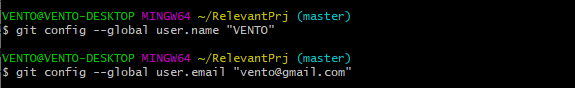 VENTO@VENTO-DESKTOP MINGW64 ~/RelevantPrj (master)
$ git config --global user.name "VENTO"
VENTO@VENTO-DESKTOP MINGW64 ~/RelevantPrj (master)
$ git config --global user.email "vento@gmail.com"